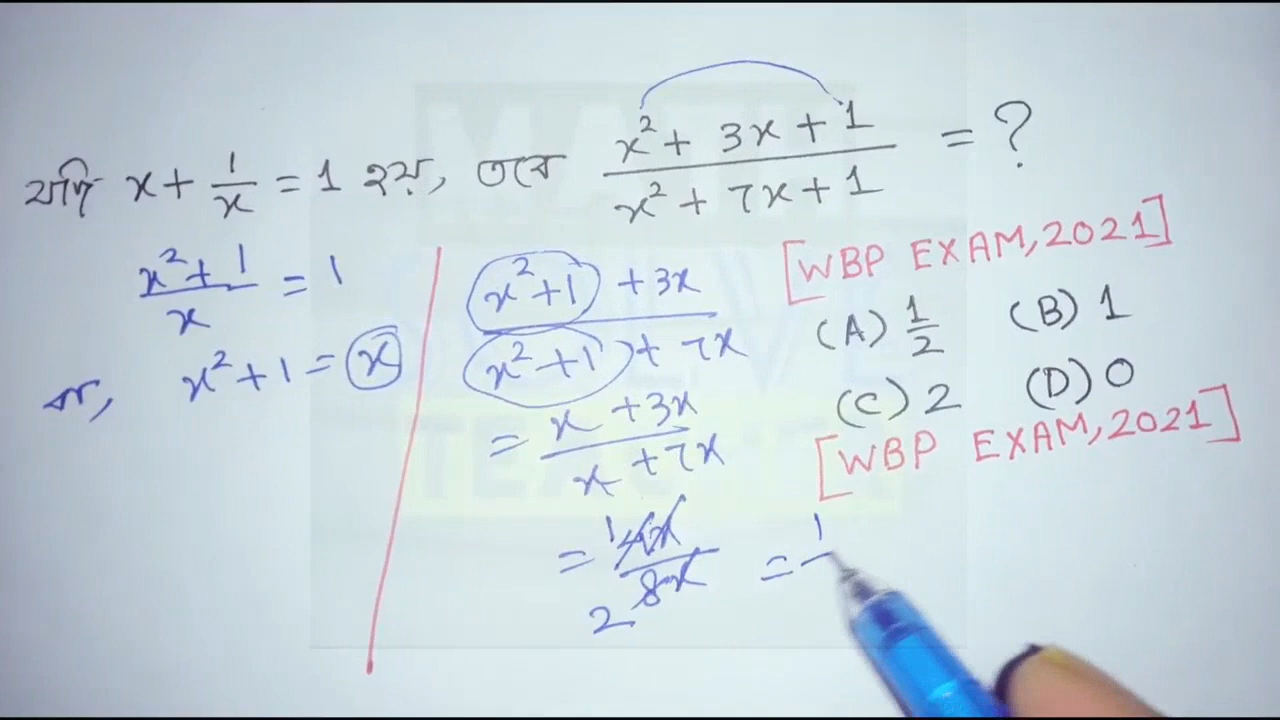 যদি x + 1/x = 1 হয়, তবে (x² + 3x + 1)/(x² + 7x + 1) = ?
[WBP EXAM, 2021]
(A) 1/2 (B) 1
(C) 2 (D) 0
[WBP EXAM, 2021]
(x² + 1)/x = 1
বা, x² + 1 = x
(x² + 1 + 3x)/(x² + 1 + 7x)
= (x + 3x)/(x + 7x)
= 1 4x/8x 2 = 1